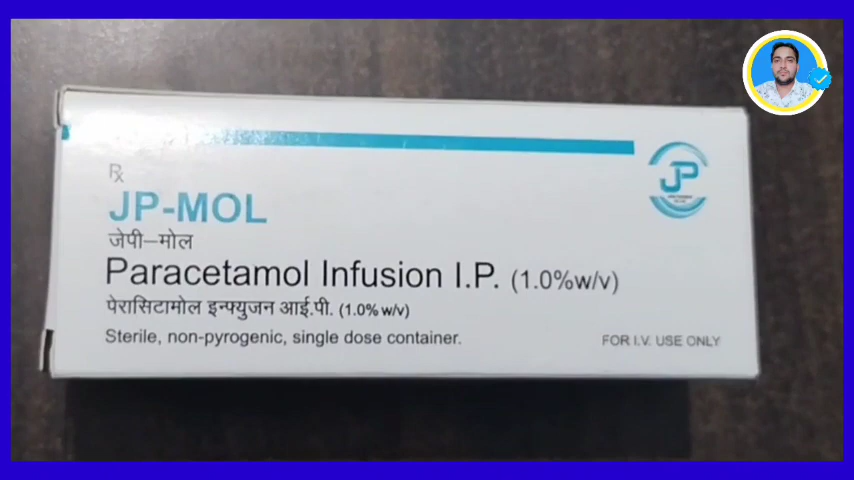 Rx
JP-MOL
जेपी–मोल
Paracetamol Infusion I.P. (1.0%w/v)
पेरासिटामोल इन्फ्युजन आई.पी. (1.0% w/v)
Sterile, non-pyrogenic, single dose container.
FOR I.V. USE ONLY
JP